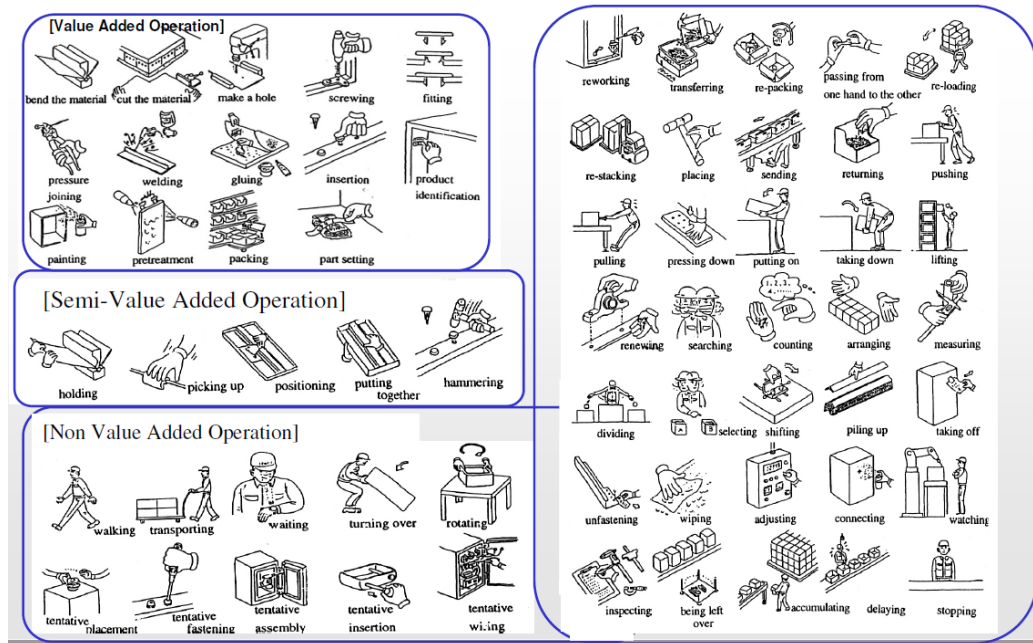 [Value Added Operation]
bend the material
cut the material
make a hole
screwing
fitting
pressure
joining
welding
gluing
insertion
product
identification
painting
pretreatment
packing
part setting
[Semi-Value Added Operation]
holding
picking up
positioning
putting
together
hammering
[Non Value Added Operation]
walking
transporting
waiting
turning over
rotating
tentative
placement
tentative
fastening
tentative
assembly
tentative
insertion
tentative
wiring
reworking
transferring
re-packing
passing from
one hand to the other
re-loading
re-stacking
placing
sending
returning
pushing
pulling
pressing down
putting on
taking down
lifting
renewing
searching
1, 2, 3,
4, .....
counting
arranging
measuring
dividing
A
B
selecting
shifting
piling up
taking off
unfastening
wiping
adjusting
connecting
watching
inspecting
being left
over
accumulating
delaying
stopping